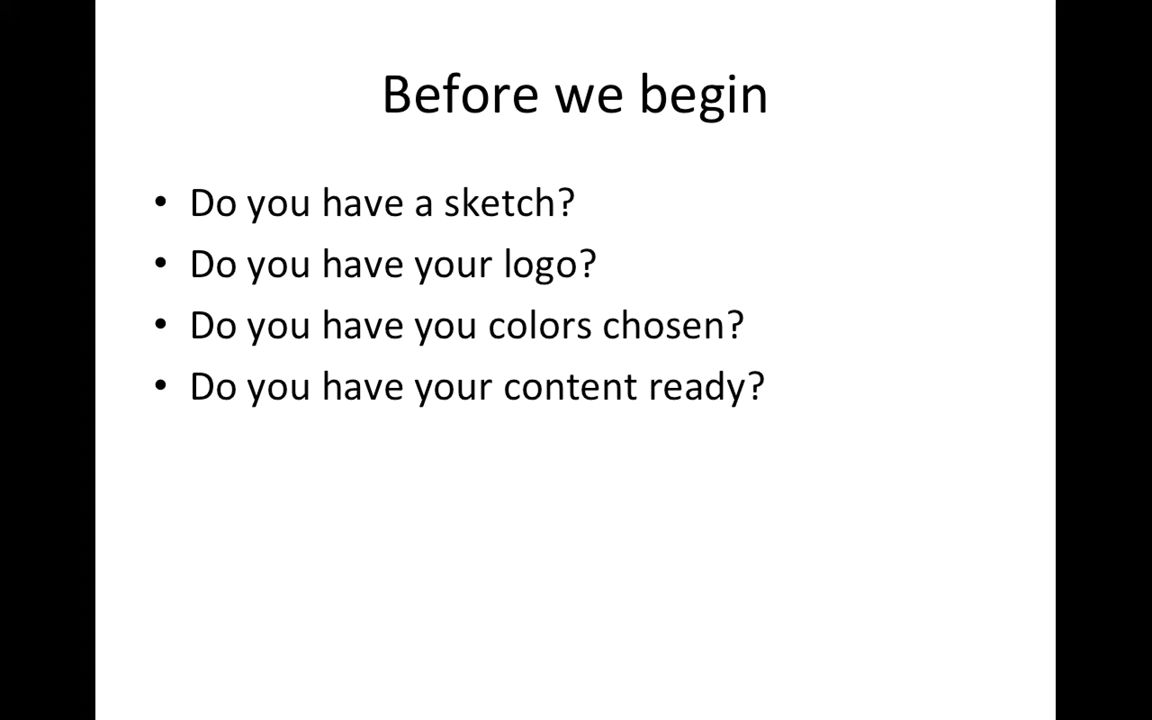 Before we begin
• Do you have a sketch?
• Do you have your logo?
• Do you have you colors chosen?
• Do you have your content ready?